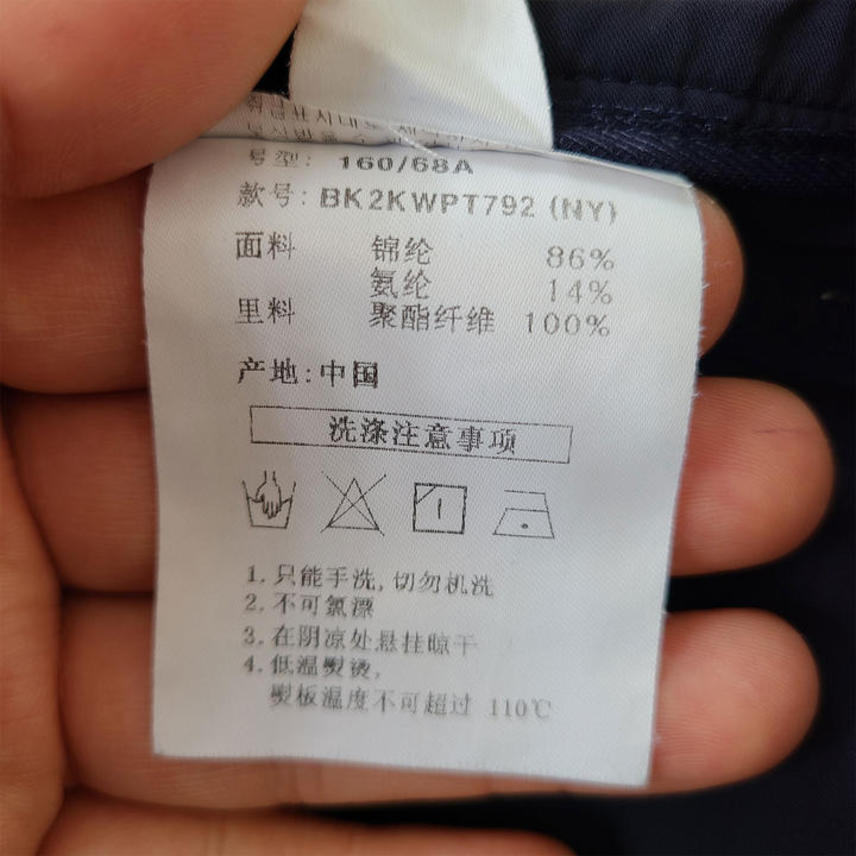 号型: 160/68A
款号: BK2KWPT792 (NY)
面料 锦纶 86%
氨纶 14%
里料 聚酯纤维 100%
产地:中国
洗涤注意事项
1. 只能手洗,切勿机洗
2. 不可氯漂
3. 在阴凉处悬挂晾干
4. 低温熨烫,
熨板温度不可超过 110℃